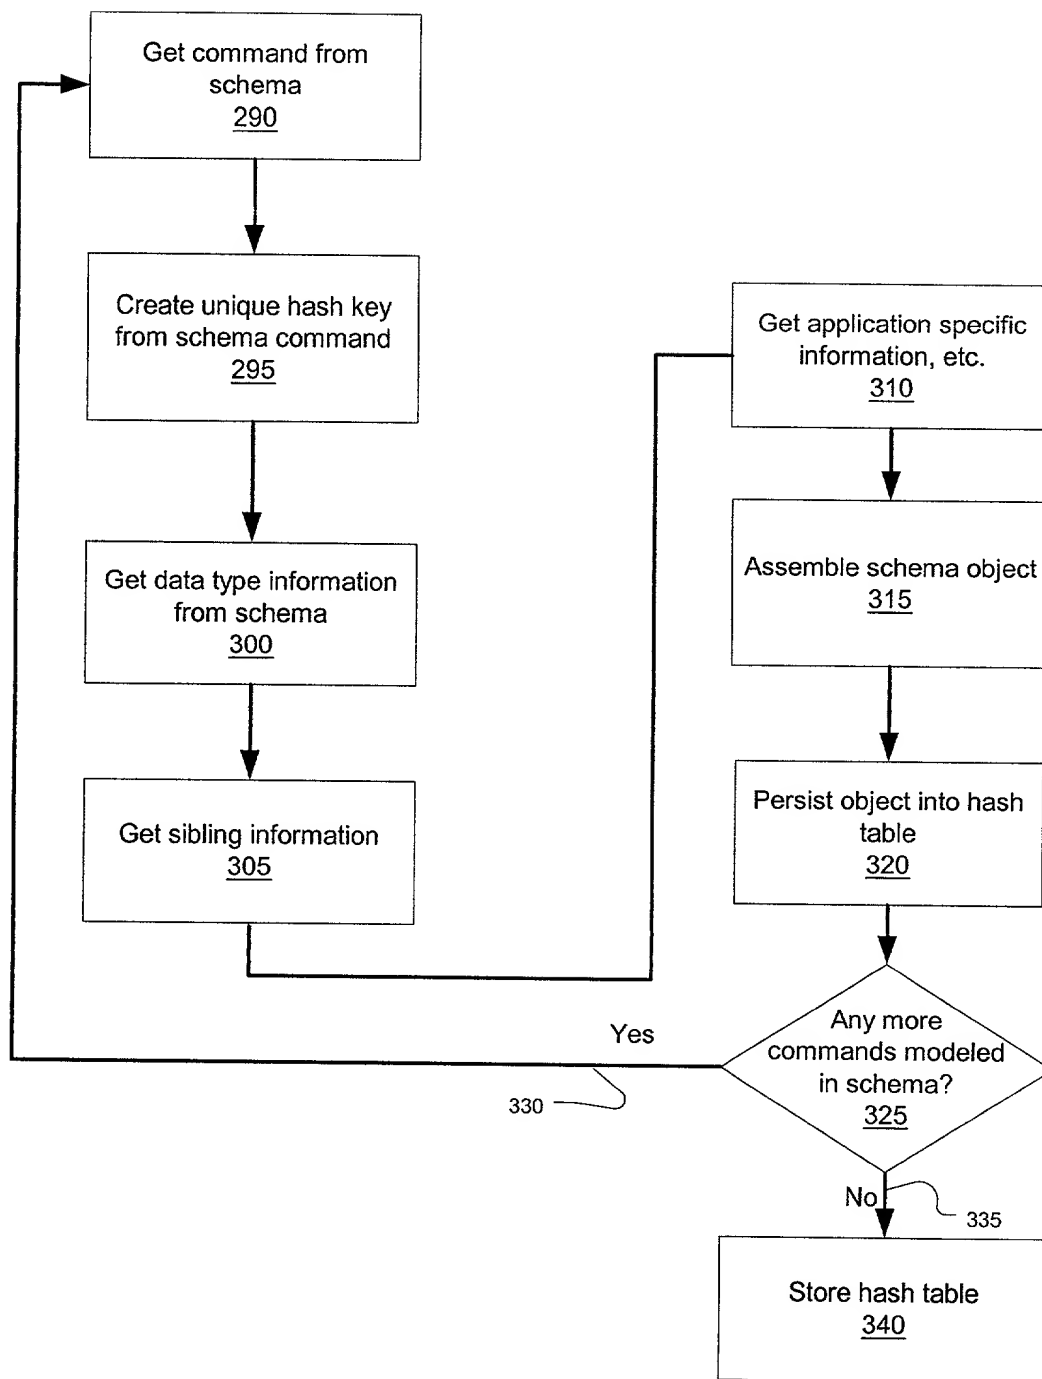 Get command from
schema
290
Create unique hash key
from schema command
295
Get data type information
from schema
300
Get sibling information
305
Get application specific
information, etc.
310
Assemble schema object
315
Persist object into hash
table
320
Any more
commands modeled
in schema?
325
Yes
330
No
335
Store hash table
340